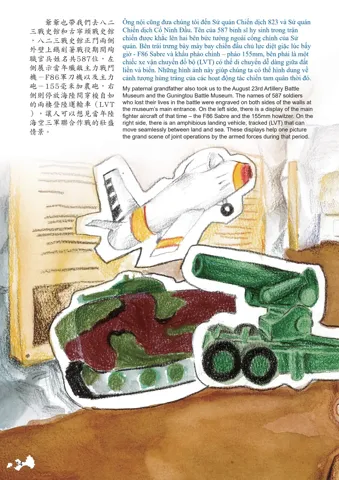 爺爺也帶我們去八二
三戰史館和古寧頭戰史館
。八二三戰史館正門兩側
外壁上鐫刻著戰役期間殉
職官兵姓名共587位，左
側展示當年國軍主力戰鬥
機—F86軍刀機以及主力
砲—155毫米加農砲，右
側則停放海陸間穿梭自如
的兩棲登陸運輸車（LVT
），讓人可以想見當年陸
海空三軍聯合作戰的壯盛
情景。
Ông nội cũng đưa chúng tôi đến Sử quán Chiến dịch 823 và Sử quán
Chiến dịch Cổ Ninh Đầu. Tên của 587 binh sĩ hy sinh trong trận
chiến được khắc lên hai bên bức tường ngoài cổng chính của Sử
quán. Bên trái trưng bày máy bay chiến đấu chủ lực
giờ - F86 Sabre và khẩu pháo chính – pháo 155mm, bên phải là một
chiếc xe vận chuyển đổ bộ (LVT) có thể di chuyển dễ dàng giữa đất
liền và biển. Những hình ảnh này giúp chúng ta có thể hình dung về
cảnh tượng hùng tráng của các hoạt động tác chiến tam quân thời đó.
My paternal grandfather also took us to the August 23rd Artillery Battle
Museum and the Guningtou Battle Museum. The names of 587 soldiers
who lost their lives in the battle were engraved on both sides of the walls at
the museum's main entrance. On the left side, there is a display of the main
fighter aircraft of that time – the F86 Sabre and the 155mm howitzer. On the
right side, there is an amphibious landing vehicle, tracked (LVT) that can
move seamlessly between land and sea. These displays help one picture
the grand scene of joint operations by the armed forces during that period.